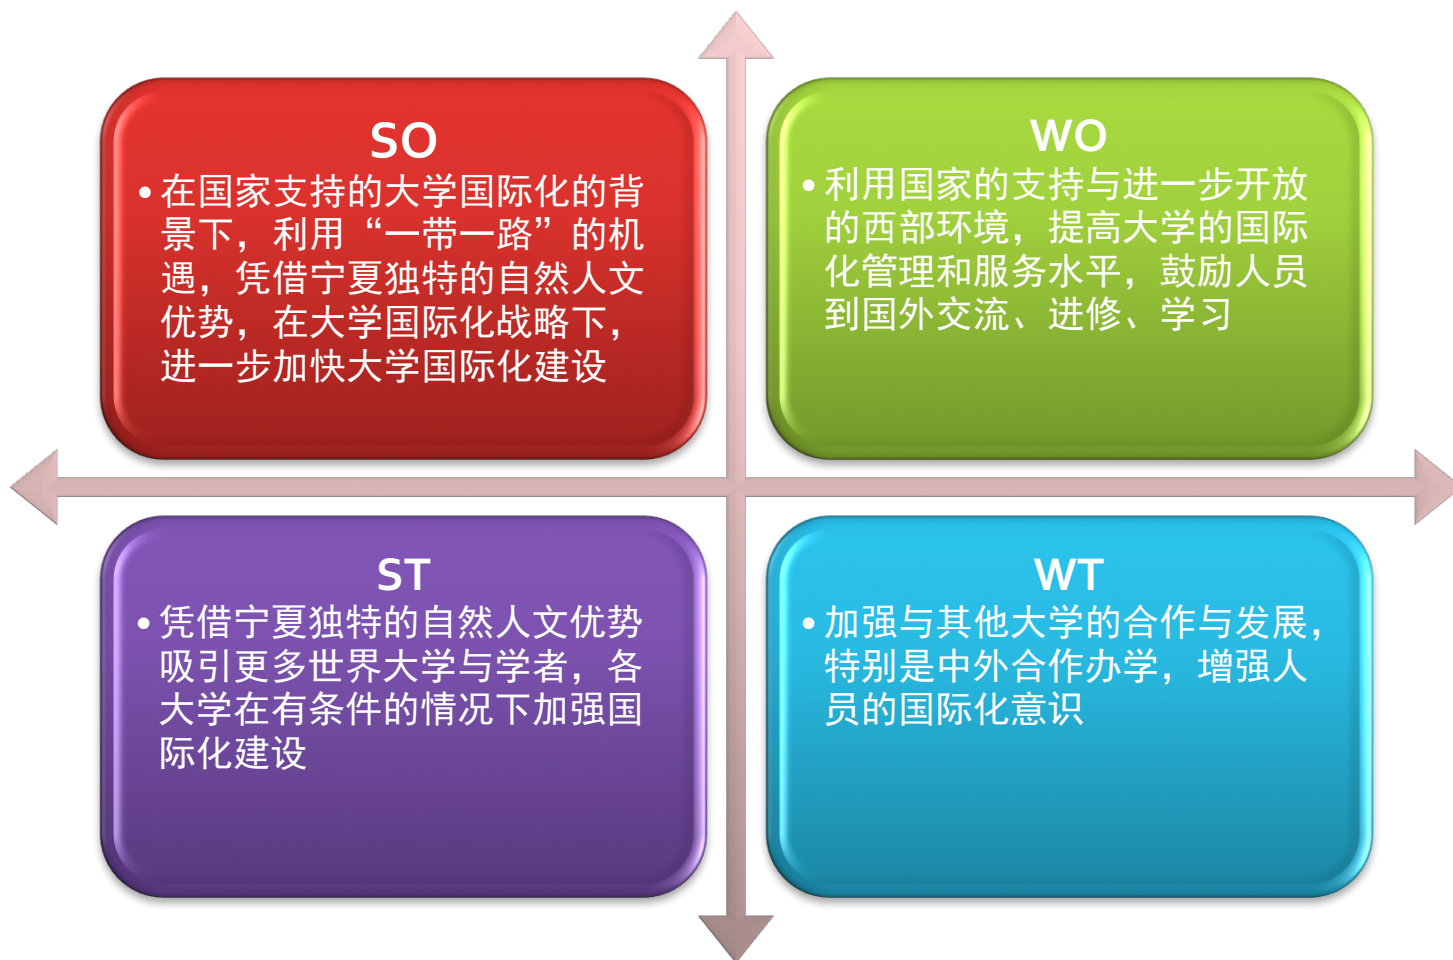 SO
•在国家支持的大学国际化的背
景下，利用“一带一路”的机
遇，凭借宁夏独特的自然人文
优势，在大学国际化战略下，
进一步加快大学国际化建设
WO
•利用国家的支持与进一步开放
的西部环境，提高大学的国际
化管理和服务水平，鼓励人员
到国外交流、进修、学习
ST
•凭借宁夏独特的自然人文优势
吸引更多世界大学与学者，各
大学在有条件的情况下加强国
际化建设
WT
•加强与其他大学的合作与发展，
特别是中外合作办学，增强人
员的国际化意识